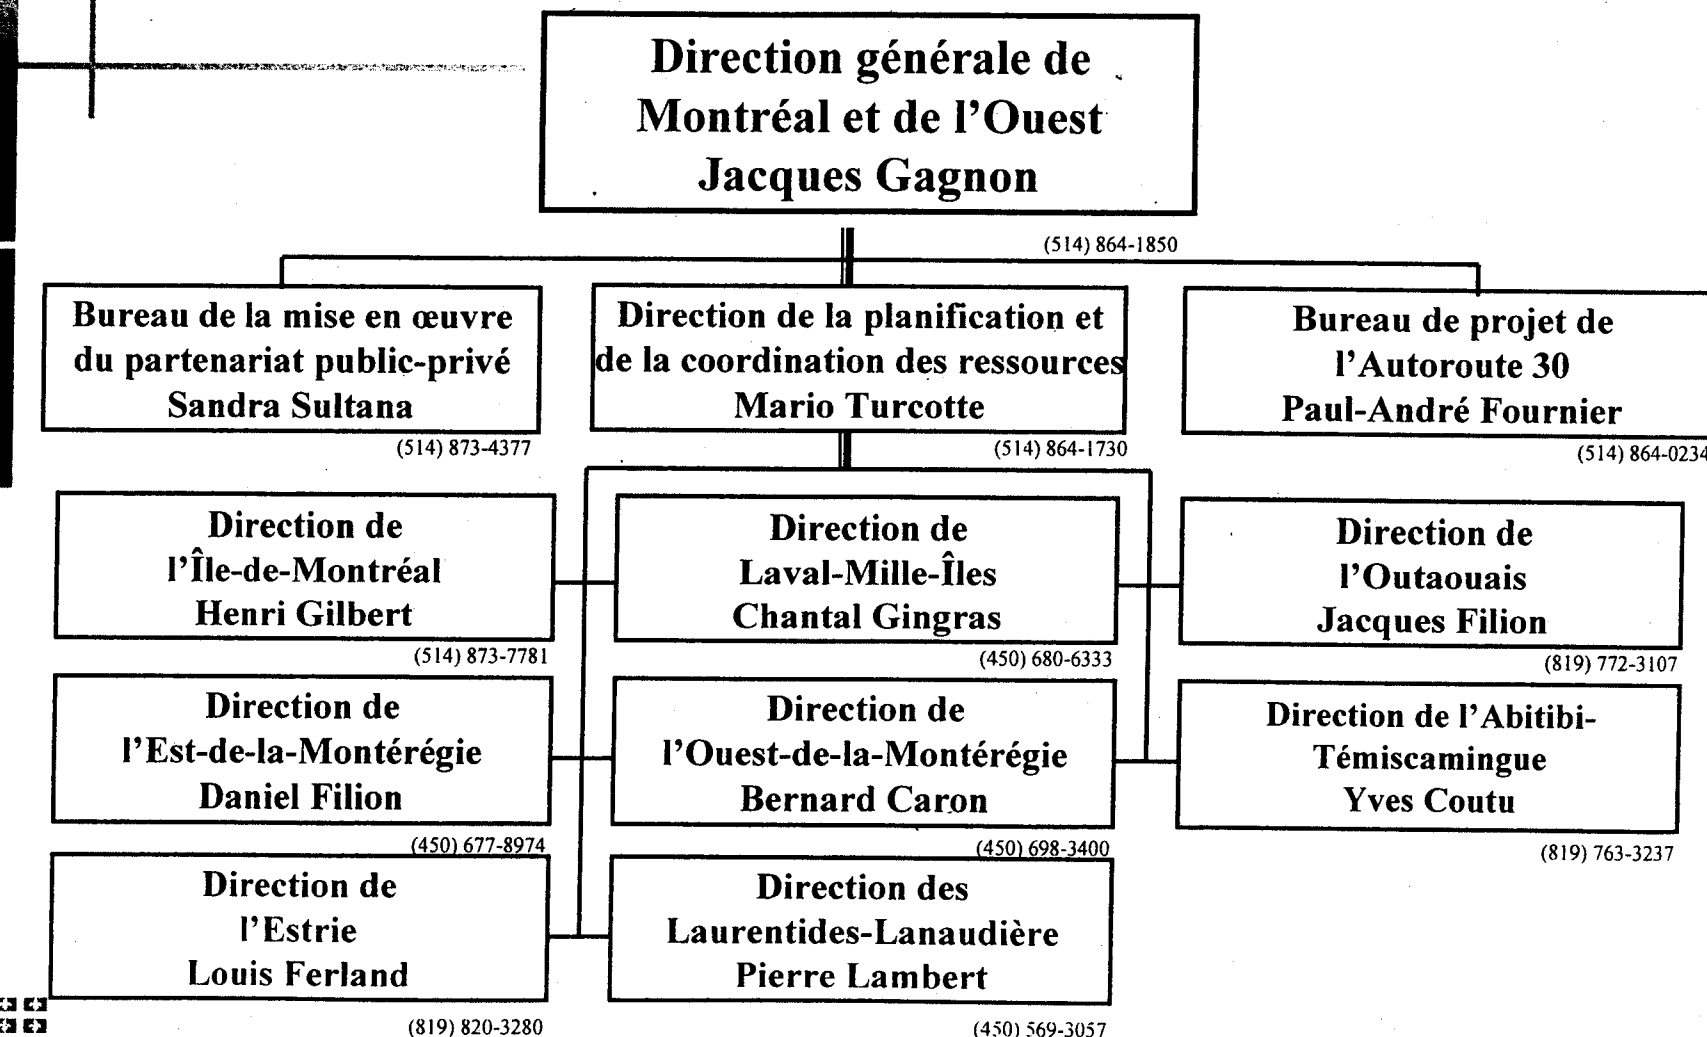 Direction générale de
Montréal et de l'Ouest
Jacques Gagnon
(514) 864-1850
Bureau de la mise en œuvre
du partenariat public-privé
Sandra Sultana
(514) 873-4377
Direction de la planification et
de la coordination des ressources
Mario Turcotte
(514) 864-1730
Bureau de projet de
l'Autoroute 30
Paul-André Fournier
(514) 864-0234
Direction de
l'Île-de-Montréal
Henri Gilbert
(514) 873-7781
Direction de
Laval-Mille-Îles
Chantal Gingras
(450) 680-6333
Direction de
l'Outaouais
Jacques Filion
(819) 772-3107
Direction de
l'Est-de-la-Montérégie
Daniel Filion
(450) 677-8974
Direction de
l'Ouest-de-la-Montérégie
Bernard Caron
(450) 698-3400
Direction de l'Abitibi-
Témiscamingue
Yves Coutu
(819) 763-3237
Direction de
l'Estrie
Louis Ferland
(819) 820-3280
Direction des
Laurentides-Lanaudière
Pierre Lambert
(450) 569-3057